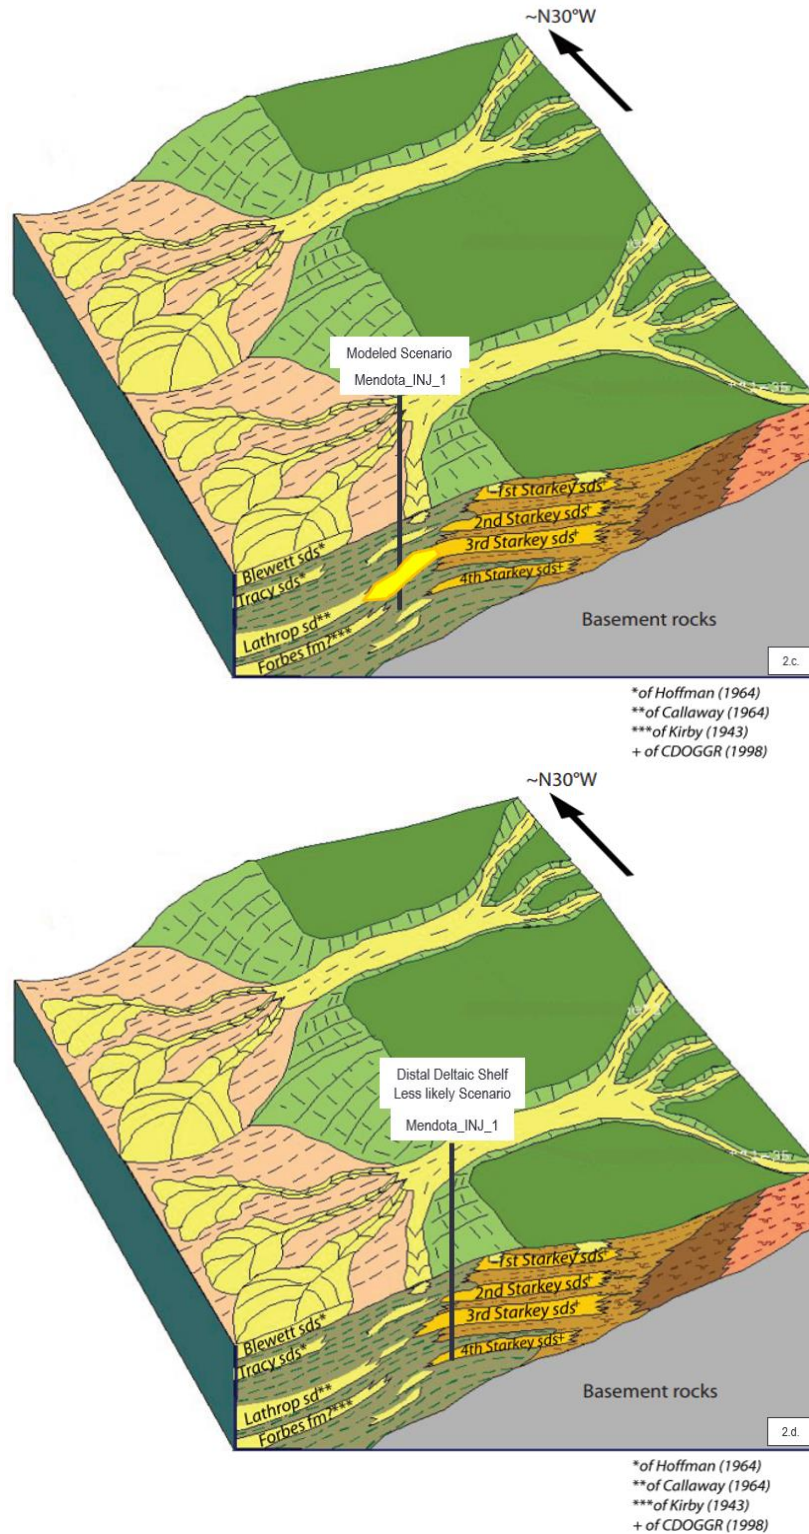 ~N30°W
Modeled Scenario
Mendota_INJ_1
1st Starkey sds+
2nd Starkey sds+
3rd Starkey sds+
4th Starkey sds+
Blewett sds*
Tracy sds*
Lathrop sd**
Forbes fm?***
Basement rocks
2.c.
*of Hoffman (1964)
**of Callaway (1964)
***of Kirby (1943)
+ of CDOGGR (1998)
~N30°W
Distal Deltaic Shelf
Less likely Scenario
Mendota_INJ_1
1st Starkey sds+
2nd Starkey sds+
3rd Starkey sds+
4th Starkey sds+
Blewett sds*
Tracy sds*
Lathrop sd**
Forbes fm?***
Basement rocks
2.d.
*of Hoffman (1964)
**of Callaway (1964)
***of Kirby (1943)
+ of CDOGGR (1998)